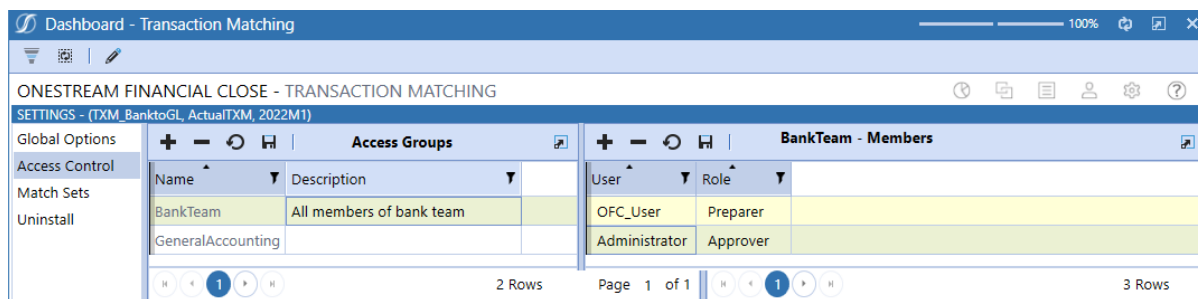 Dashboard - Transaction Matching
100%
ONESTREAM FINANCIAL CLOSE - TRANSACTION MATCHING
SETTINGS - (TXM_BanktoGL, ActualTXM, 2022M1)
Global Options
Access Control
Match Sets
Uninstall
Access Groups
Name Description
BankTeam All members of bank team
GeneralAccounting
1 2 Rows
BankTeam - Members
User Role
OFC_User Preparer
Administrator Approver
Page 1 of 1 1 3 Rows